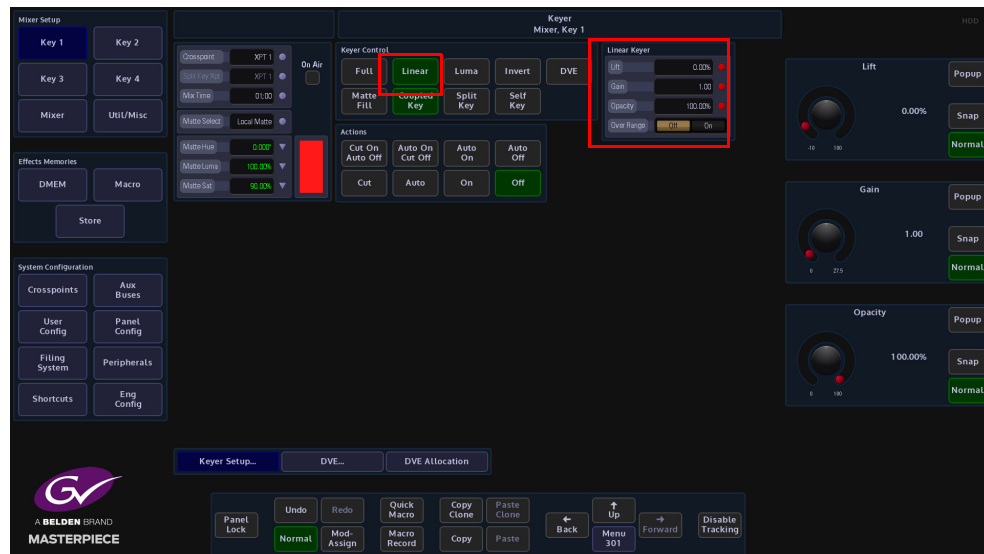 Mixer Setup
Key 1
Key 2
Key 3
Key 4
Mixer
Util/Misc
Effects Memories
DMEM
Macro
Store
System Configuration
Crosspoints
Aux
Buses
User
Config
Panel
Config
Filing
System
Peripherals
Shortcuts
Eng
Config
GV
A BELDEN BRAND
MASTERPIECE
Keyer
Mixer, Key 1
HDD
Crosspoint
XPT 1
Split Key Xpt
XPT 1
Mix Time
01:00
Matte Select
Local Matte
Matte Hue
0.000°
Matte Luma
100.00%
Matte Sat
90.00%
On Air
Keyer Control
Full
Linear
Luma
Invert
DVE
Matte
Fill
Coupled
Key
Split
Key
Self
Key
Actions
Cut On
Auto Off
Auto On
Cut Off
Auto
On
Auto
Off
Cut
Auto
On
Off
Linear Keyer
Lift
0.00%
Gain
1.00
Opacity
100.00%
Over Range
Off
On
Lift
0.00%
-10
100
Popup
Snap
Normal
Gain
1.00
0
27.5
Popup
Snap
Normal
Opacity
100.00%
0
100
Popup
Snap
Normal
Keyer Setup...
DVE...
DVE Allocation
Panel
Lock
Undo
Redo
Normal
Mod-
Assign
Quick
Macro
Macro
Record
Copy
Clone
Paste
Clone
Copy
Paste
Back
Up
Menu
301
Forward
Disable
Tracking